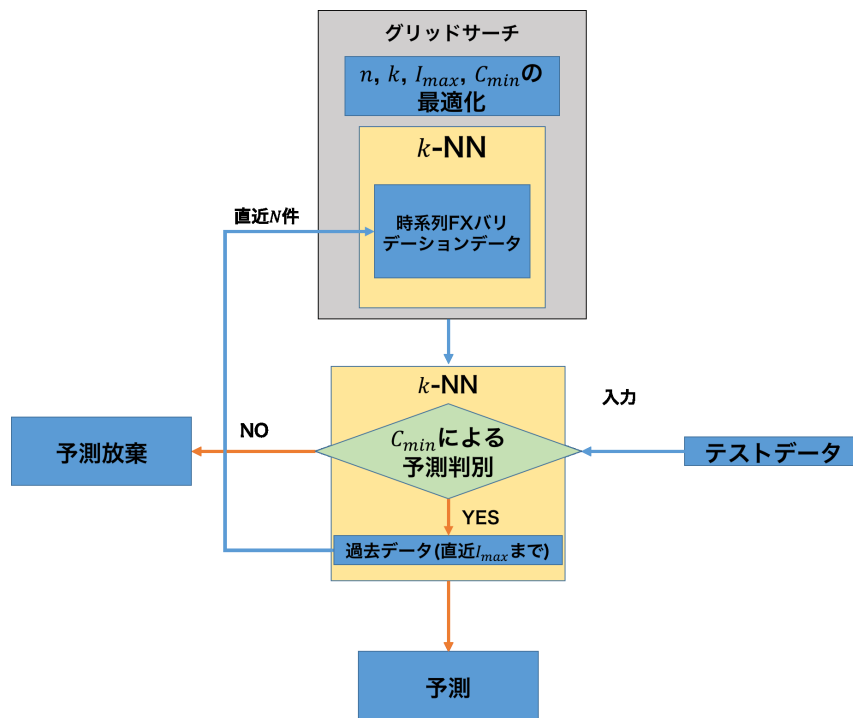 グリッドサーチ
n, k, I_max, C_minの
最適化
k-NN
時系列FXバリ
デーションデータ
直近N件
k-NN
入力
NO
C_minによる
予測判別
予測放棄
テストデータ
YES
過去データ(直近I_maxまで)
予測